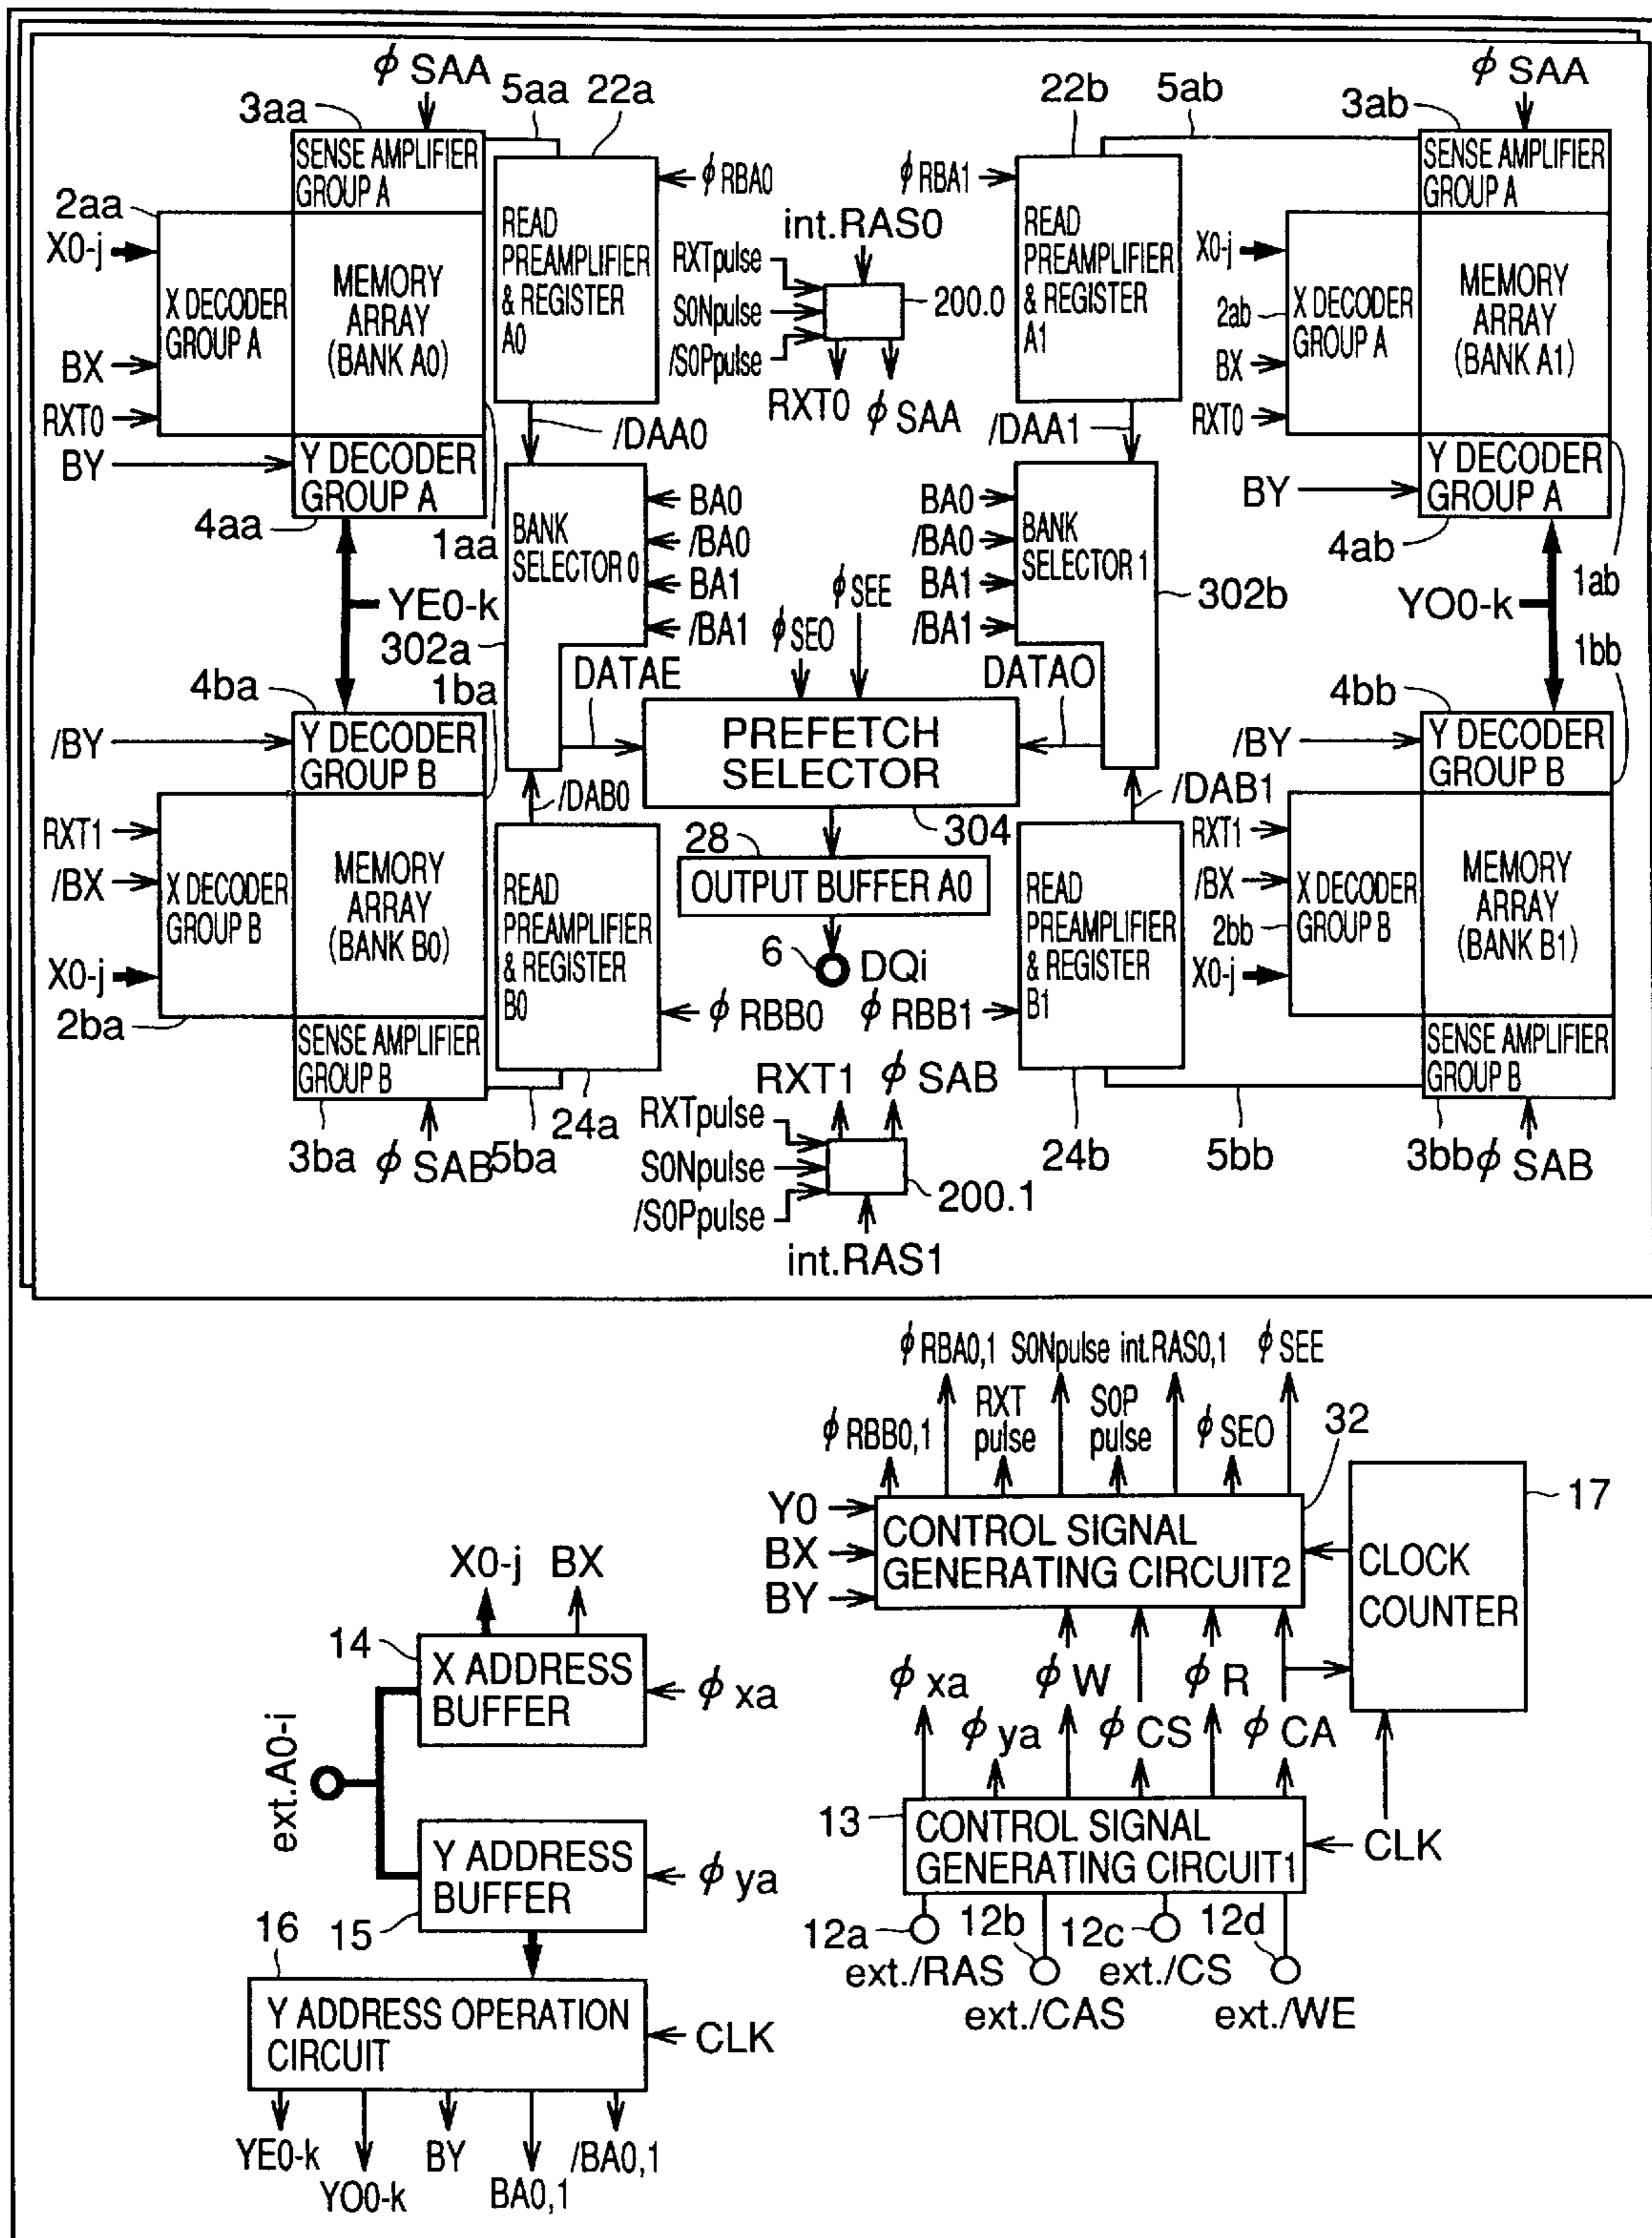 ϕ SAA
3aa
5aa
22a
22b
5ab
3ab
ϕ SAA
SENSE AMPLIFIER
GROUP A
2aa
X0-j
X DECODER
GROUP A
MEMORY
ARRAY
(BANK A0)
BX
RXT0
BY
Y DECODER
GROUP A
4aa
1aa
READ
PREAMPLIFIER
& REGISTER
A0
ϕ RBA0
/DAA0
int.RAS0
RXTpulse
S0Npulse
/S0Ppulse
200.0
RXT0
ϕ SAA
ϕ RBA1
READ
PREAMPLIFIER
& REGISTER
A1
/DAA1
SENSE AMPLIFIER
GROUP A
X0-j
2ab
BX
RXT0
X DECODER
GROUP A
MEMORY
ARRAY
(BANK A1)
BY
Y DECODER
GROUP A
4ab
1ab
BANK
SELECTOR 0
BA0
/BA0
BA1
/BA1
BA0
/BA0
BA1
/BA1
BANK
SELECTOR 1
302b
YE0-k
302a
ϕ SEO
ϕ SEE
YO0-k
1bb
4ba
1ba
DATAE
DATAO
4bb
PREFETCH
SELECTOR
304
/BY
Y DECODER
GROUP B
/DAB0
/DAB1
/BY
Y DECODER
GROUP B
RXT1
/BX
X0-j
2ba
X DECODER
GROUP B
MEMORY
ARRAY
(BANK B0)
SENSE AMPLIFIER
GROUP B
READ
PREAMPLIFIER
& REGISTER
B0
28
OUTPUT BUFFER A0
6
DQi
ϕ RBB0
ϕ RBB1
READ
PREAMPLIFIER
& REGISTER
B1
RXT1
/BX
2bb
X0-j
X DECODER
GROUP B
MEMORY
ARRAY
(BANK B1)
SENSE AMPLIFIER
GROUP B
3ba
ϕ SAB
5ba
24a
RXT1
ϕ SAB
RXTpulse
S0Npulse
/S0Ppulse
200.1
int.RAS1
24b
5bb
3bb
ϕ SAB
ϕ RBA0,1
S0Npulse
int.RAS0,1
ϕ SEE
ϕ RBB0,1
RXT
pulse
S0P
pulse
ϕ SEO
32
Y0
BX
BY
CONTROL SIGNAL
GENERATING CIRCUIT2
17
CLOCK
COUNTER
X0-j
BX
14
X ADDRESS
BUFFER
ϕ xa
ext.A0-i
Y ADDRESS
BUFFER
ϕ ya
15
16
Y ADDRESS OPERATION
CIRCUIT
CLK
YE0-k
YO0-k
BY
BA0,1
/BA0,1
ϕ xa
ϕ ya
ϕ W
ϕ CS
ϕ R
ϕ CA
13
CONTROL SIGNAL
GENERATING CIRCUIT1
CLK
12a
12b
12c
12d
ext./RAS
ext./CAS
ext./CS
ext./WE